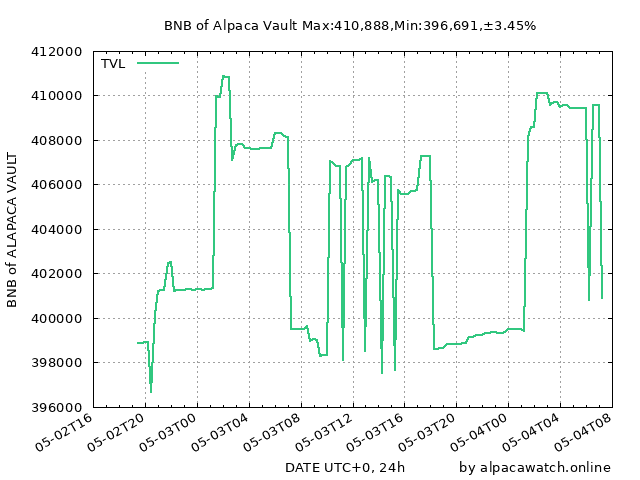 BNB of Alpaca Vault Max:410,888,Min:396,691,±3.45%
412000
TVL
410000
408000
406000
404000
402000
400000
398000
396000
BNB of ALAPACA VAULT
05-02T16
05-02T20
05-03T00
05-03T04
05-03T08
05-03T12
05-03T16
05-03T20
05-04T00
05-04T04
05-04T08
DATE UTC+0, 24h
by alpacawatch.online